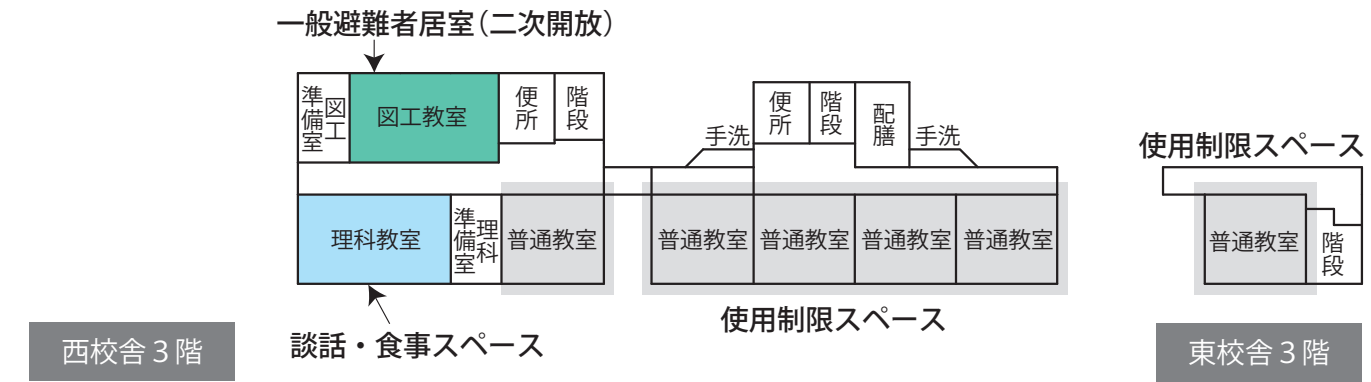 一般避難者居室（二次開放）
図工準備室
図工教室
便所
階段
手洗
便所
階段
配膳
手洗
使用制限スペース
理科教室
理科準備室
普通教室
普通教室
普通教室
普通教室
普通教室
普通教室
階段
使用制限スペース
談話・食事スペース
西校舎３階
東校舎３階